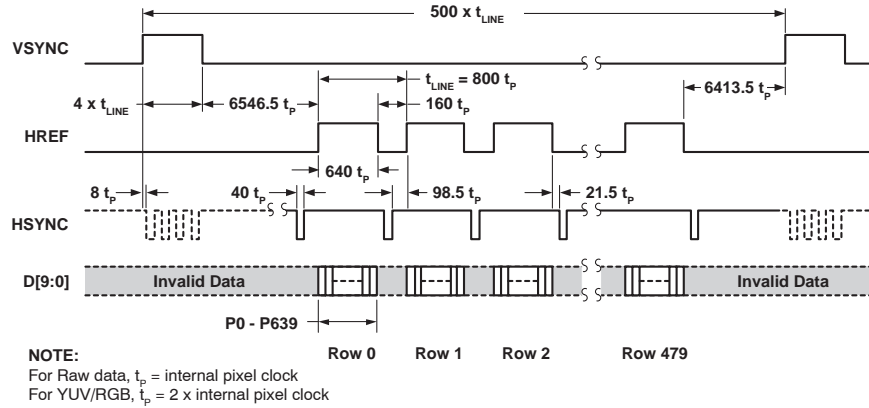 500 x tLINE
VSYNC
tLINE = 800 tP
4 x tLINE
6546.5 tP
160 tP
6413.5 tP
HREF
640 tP
8 tP
40 tP
98.5 tP
21.5 tP
HSYNC
D[9:0]
Invalid Data
Invalid Data
P0 - P639
Row 0
Row 1
Row 2
Row 479
NOTE:
For Raw data, tP = internal pixel clock
For YUV/RGB, tP = 2 x internal pixel clock